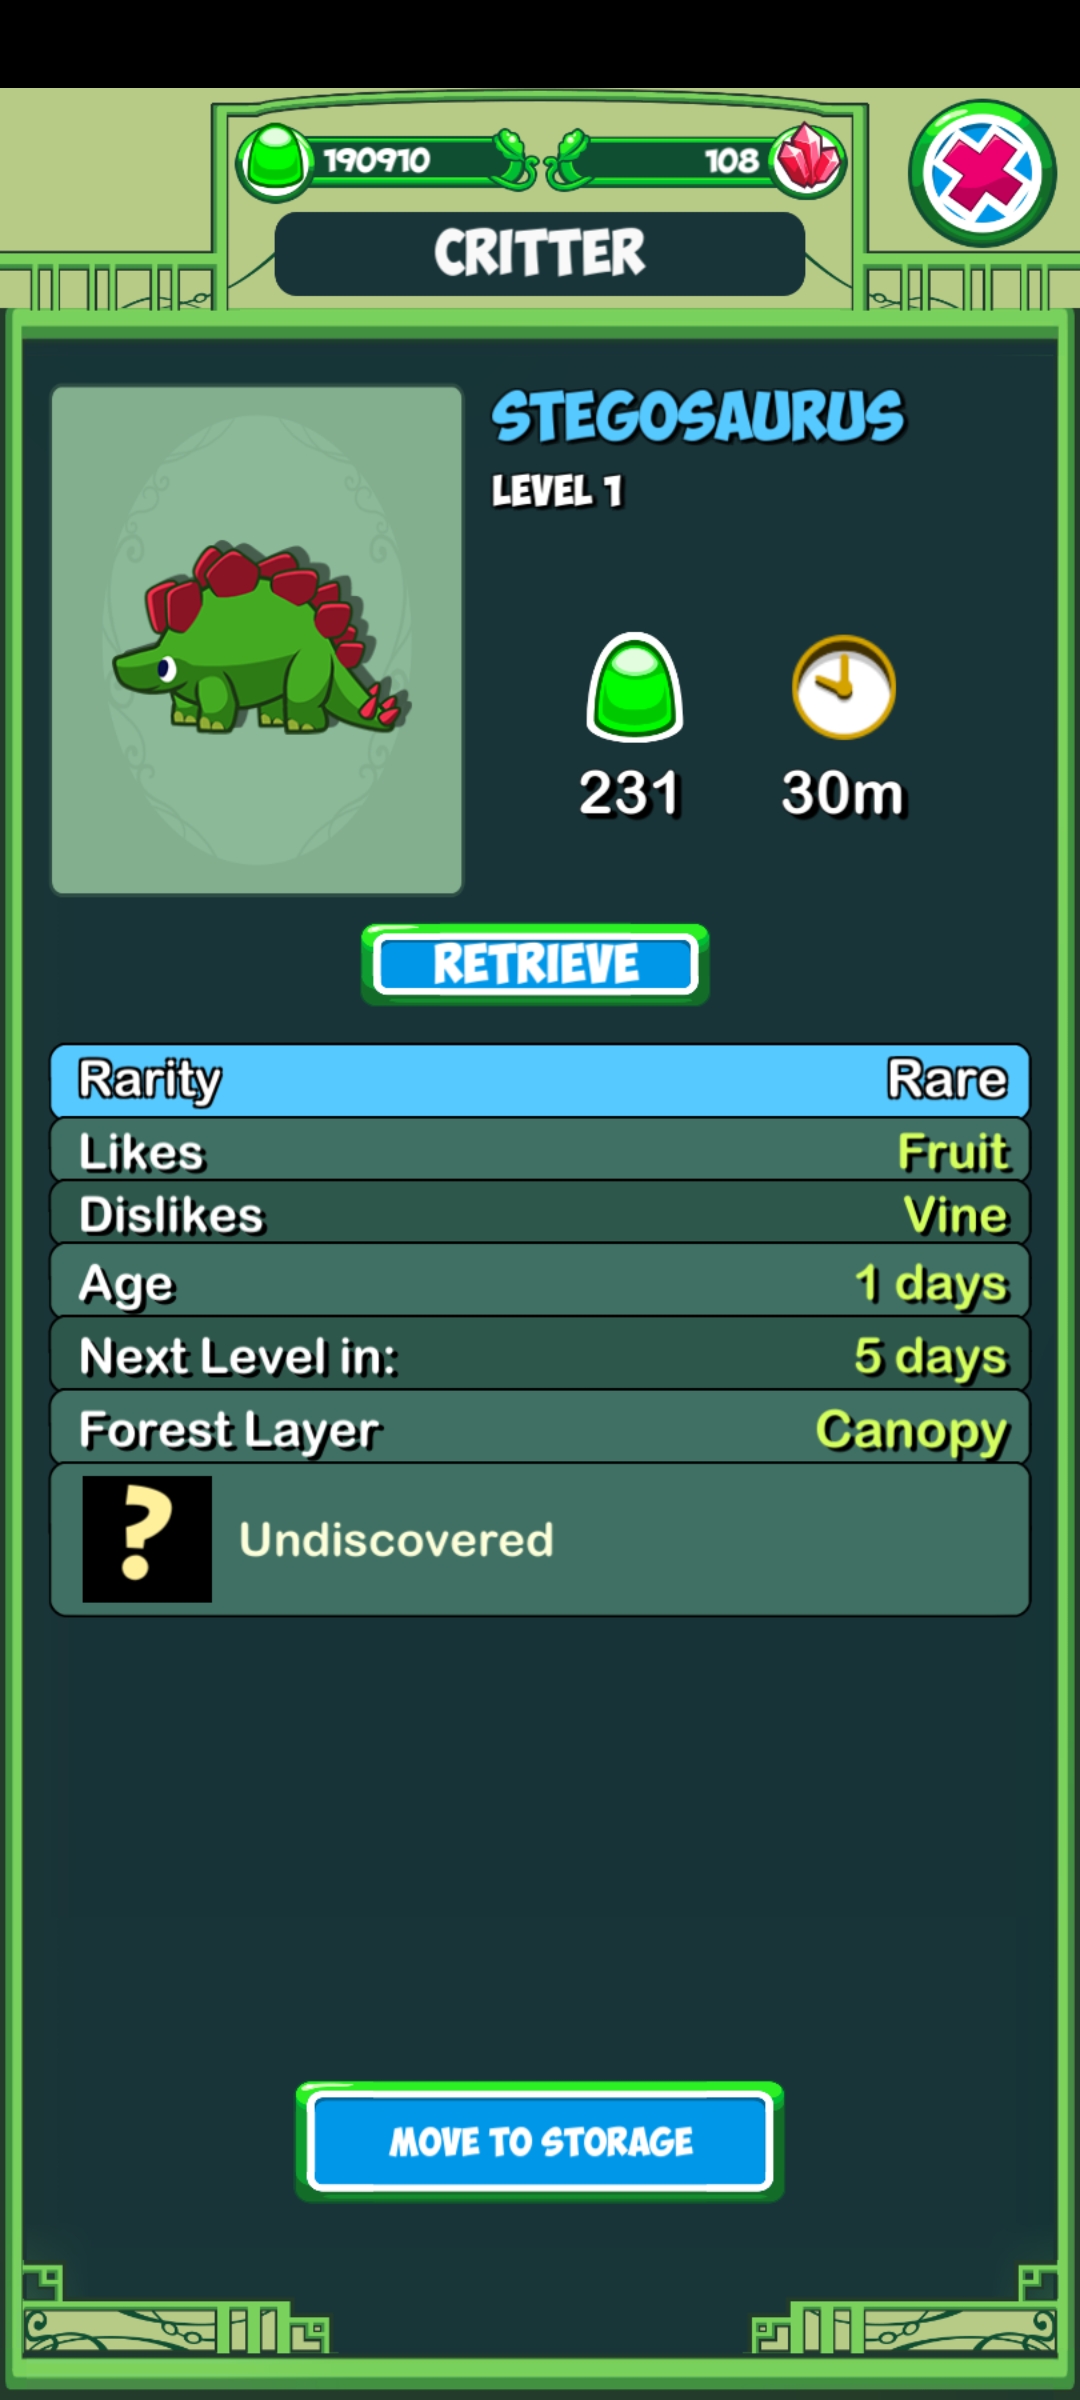 190910
108
CRITTER
STEGOSAURUS
LEVEL 1
231
30m
RETRIEVE
Rarity Rare
Likes Fruit
Dislikes Vine
Age 1 days
Next Level in: 5 days
Forest Layer Canopy
? Undiscovered
MOVE TO STORAGE